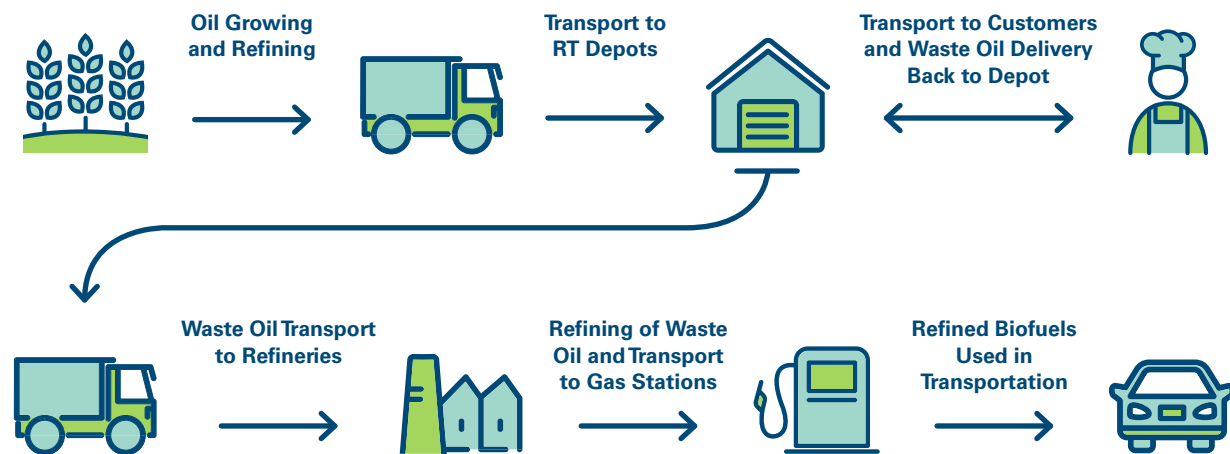 Oil Growing
and Refining
Transport to
RT Depots
Transport to Customers
and Waste Oil Delivery
Back to Depot
Waste Oil Transport
to Refineries
Refining of Waste
Oil and Transport
to Gas Stations
Refined Biofuels
Used in
Transportation